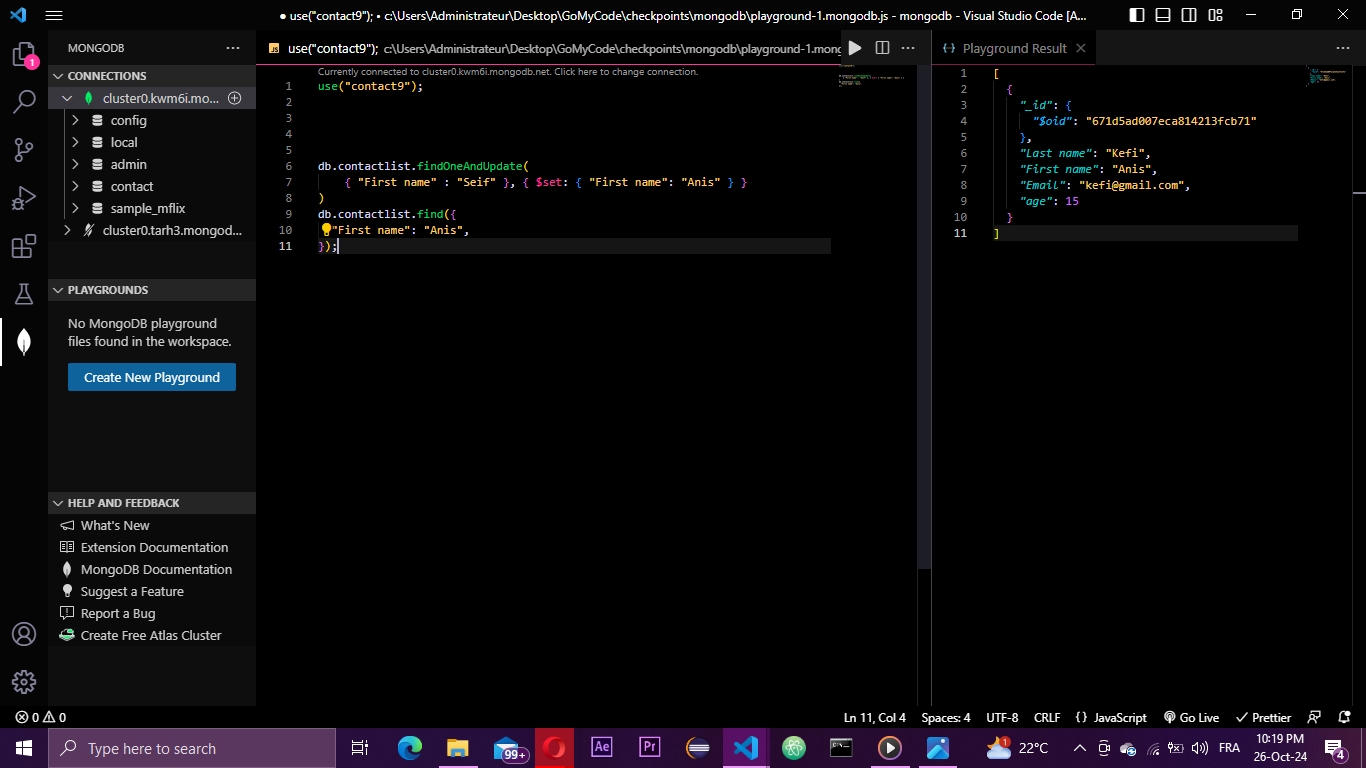 ● use("contact9"); • c:\Users\Administrateur\Desktop\GoMyCode\checkpoints\mongodb\playground-1.mongodb.js - mongodb - Visual Studio Code [A...
1
MONGODB
CONNECTIONS
cluster0.kwm6i.mo...
config
local
admin
contact
sample_mflix
cluster0.tarh3.mongod...
PLAYGROUNDS
No MongoDB playground
files found in the workspace.
Create New Playground
HELP AND FEEDBACK
What's New
Extension Documentation
MongoDB Documentation
Suggest a Feature
Report a Bug
Create Free Atlas Cluster
JS use("contact9"); c:\Users\Administrateur\Desktop\GoMyCode\checkpoints\mongodb\playground-1.mong
Currently connected to cluster0.kwm6i.mongodb.net. Click here to change connection.
1 use("contact9");
2
3
4
5
6 db.contactlist.findOneAndUpdate(
7 { "First name" : "Seif" }, { $set: { "First name": "Anis" } }
8 )
9 db.contactlist.find({
10 "First name": "Anis",
11 });
Playground Result
1 [
2 {
3 "_id": {
4 "$oid": "671d5ad007eca814213fcb71"
5 },
6 "Last name": "Kefi",
7 "First name": "Anis",
8 "Email": "kefi@gmail.com",
9 "age": 15
10 }
11 ]
0 0
Ln 11, Col 4 Spaces: 4 UTF-8 CRLF {} JavaScript Go Live Prettier
Type here to search
99+
Ae
Pr
1
22°C
FRA
10:19 PM
26-Oct-24
4